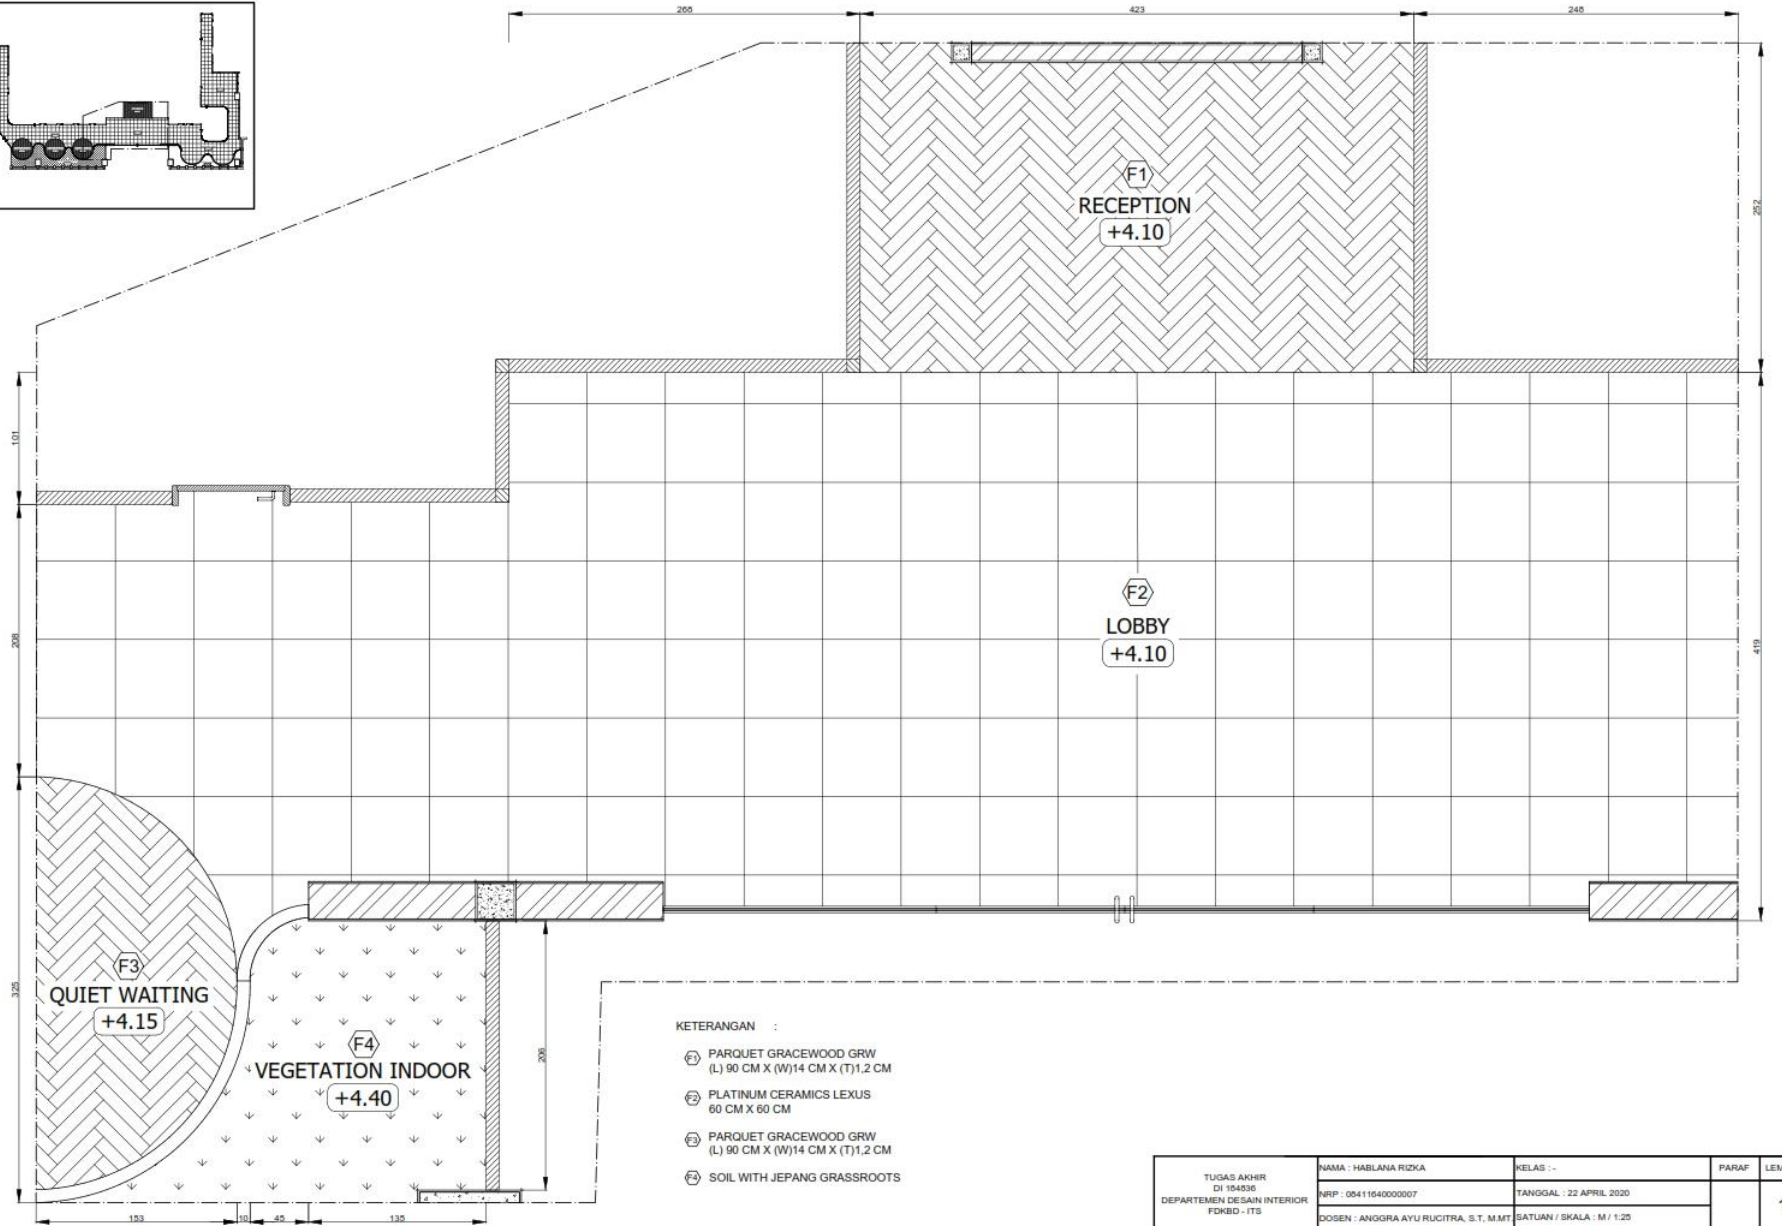 268
423
248
252
F1
RECEPTION
+4.10
101
208
F2
LOBBY
+4.10
419
325
F3
QUIET WAITING
+4.15
F4
VEGETATION INDOOR
+4.40
206
153
10
45
135
KETERANGAN :
F1 PARQUET GRACEWOOD GRW
(L) 90 CM X (W)14 CM X (T)1,2 CM
F2 PLATINUM CERAMICS LEXUS
60 CM X 60 CM
F3 PARQUET GRACEWOOD GRW
(L) 90 CM X (W)14 CM X (T)1,2 CM
F4 SOIL WITH JEPANG GRASSROOTS
TUGAS AKHIR
DI 184836
DEPARTEMEN DESAIN INTERIOR
FDKBD - ITS
NAMA : HABLANA RIZKA
NRP : 08411640000007
DOSEN : ANGGRA AYU RUCITRA, S.T, M.MT
KELAS : -
TANGGAL : 22 APRIL 2020
SATUAN / SKALA : M / 1:25
PARAF
LEM